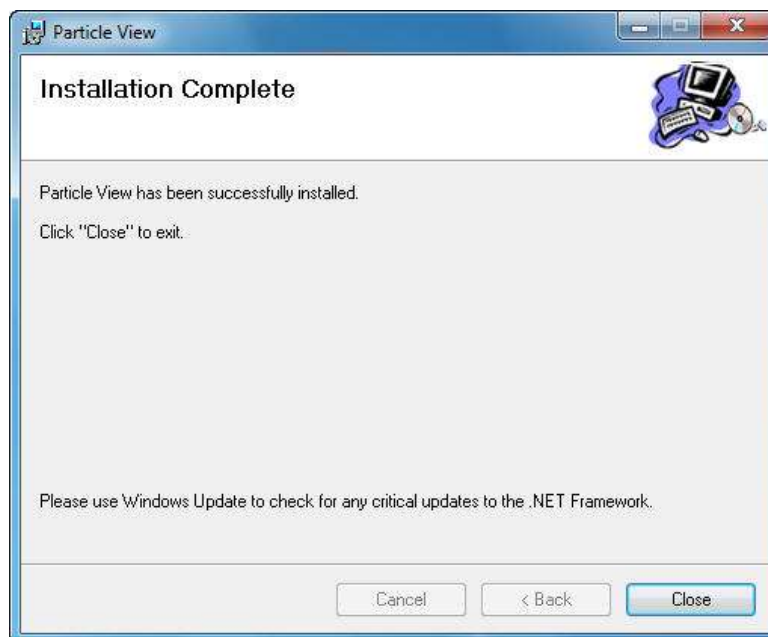 Particle View
Installation Complete
Particle View has been successfully installed.
Click "Close" to exit.
Please use Windows Update to check for any critical updates to the .NET Framework.
Cancel
< Back
Close